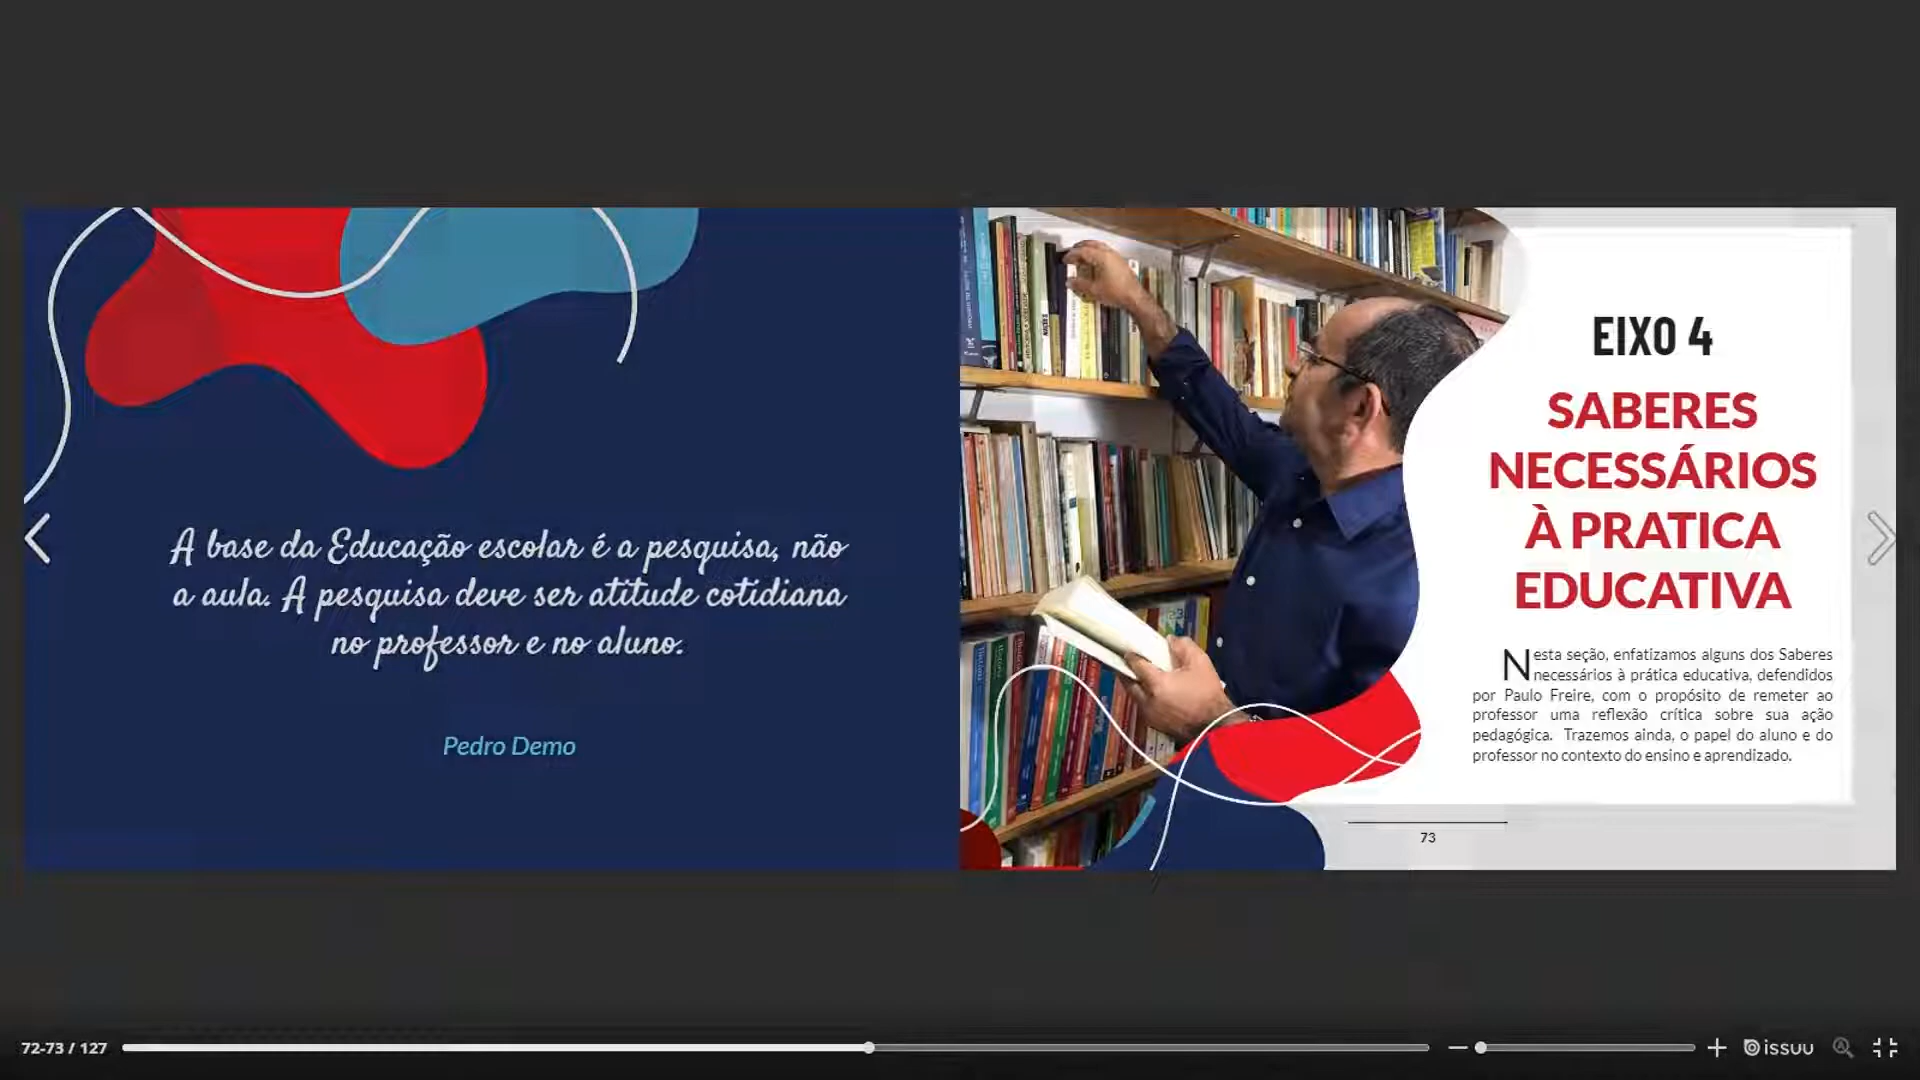 A base da Educação escolar é a pesquisa, não
a aula. A pesquisa deve ser atitude cotidiana
no professor e no aluno.
Pedro Demo
EIXO 4
SABERES
NECESSÁRIOS
À PRATICA
EDUCATIVA
Nesta seção, enfatizamos alguns dos Saberes
necessários à prática educativa, defendidos
por Paulo Freire, com o propósito de remeter ao
professor uma reflexão crítica sobre sua ação
pedagógica. Trazemos ainda, o papel do aluno e do
professor no contexto do ensino e aprendizado.
73
72-73 / 127
issuu